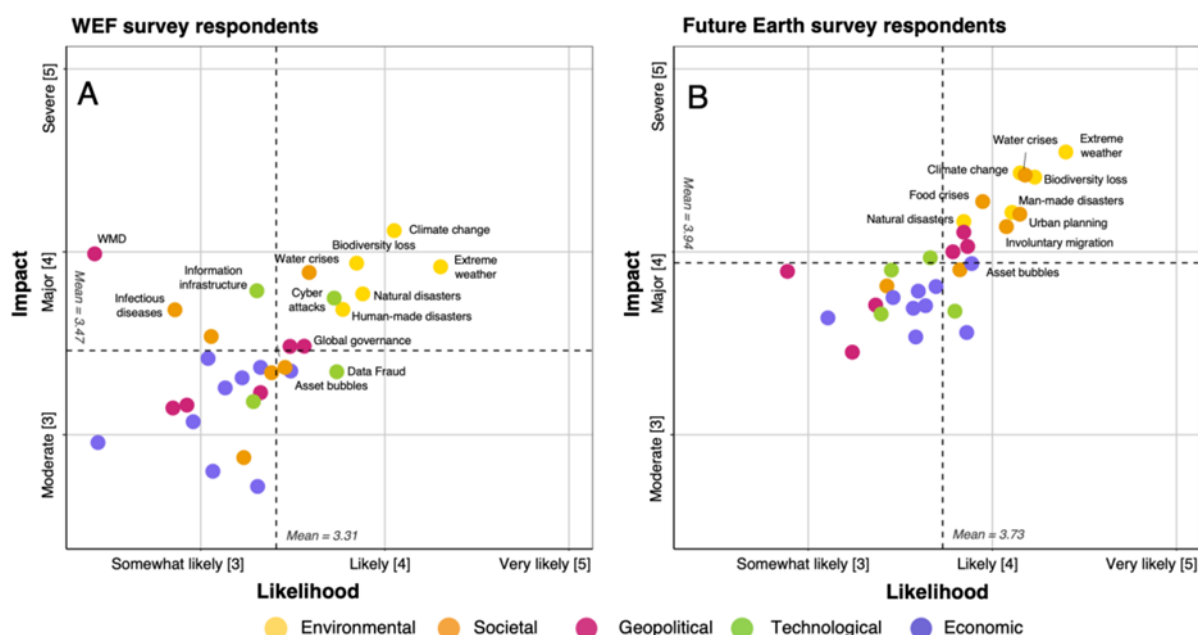 WEF survey respondents
A
Severe [5]
Major [4]
Moderate [3]
Impact
Mean = 3.47
WMD
Infectious
diseases
Information
infrastructure
Water crises
Biodiversity loss
Climate change
Extreme
weather
Cyber
attacks
Natural disasters
Human-made disasters
Global governance
Data Fraud
Asset bubbles
Mean = 3.31
Somewhat likely [3]
Likely [4]
Very likely [5]
Likelihood
Future Earth survey respondents
B
Severe [5]
Major [4]
Moderate [3]
Impact
Mean = 3.94
Water crises
Extreme
weather
Climate change
Biodiversity loss
Food crises
Man-made disasters
Natural disasters
Urban planning
Involuntary migration
Asset bubbles
Mean = 3.73
Somewhat likely [3]
Likely [4]
Very likely [5]
Likelihood
Environmental
Societal
Geopolitical
Technological
Economic